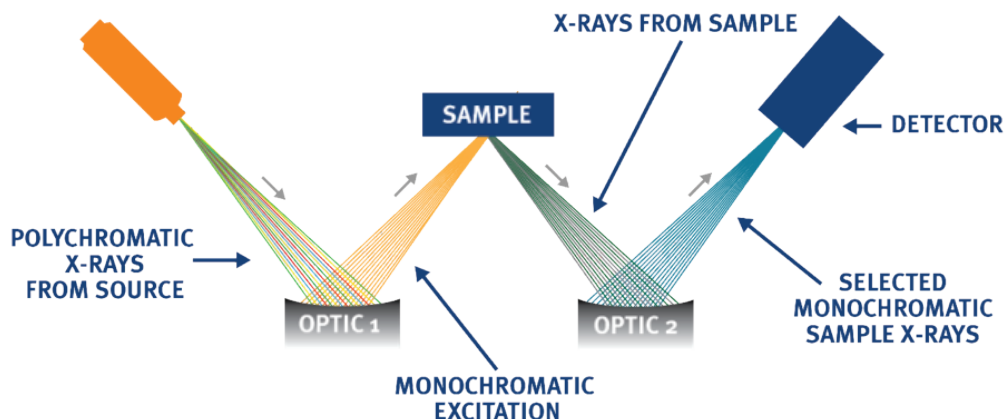 X-RAYS FROM SAMPLE
SAMPLE
DETECTOR
POLYCHROMATIC
X-RAYS
FROM SOURCE
OPTIC 1
OPTIC 2
SELECTED
MONOCHROMATIC
SAMPLE X-RAYS
MONOCHROMATIC
EXCITATION